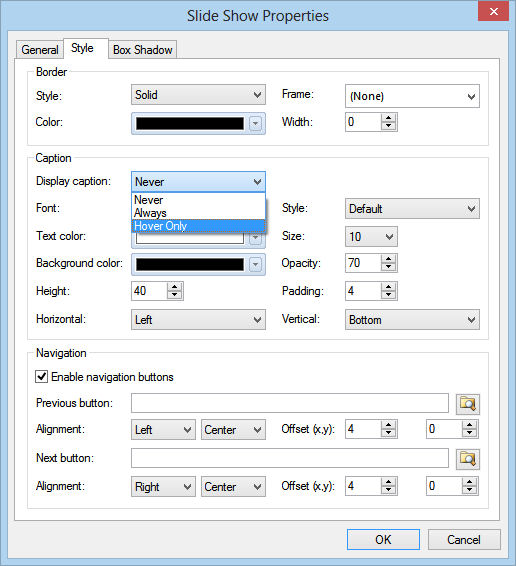 Slide Show Properties
General Style Box Shadow
Border
Style: Solid Frame: (None)
Color: Width: 0
Caption
Display caption: Never
Never
Always
Hover Only
Font: Style: Default
Text color: Size: 10
Background color: Opacity: 70
Height: 40 Padding: 4
Horizontal: Left Vertical: Bottom
Navigation
Enable navigation buttons
Previous button:
Alignment: Left Center Offset (x,y): 4 0
Next button:
Alignment: Right Center Offset (x,y): 4 0
OK Cancel